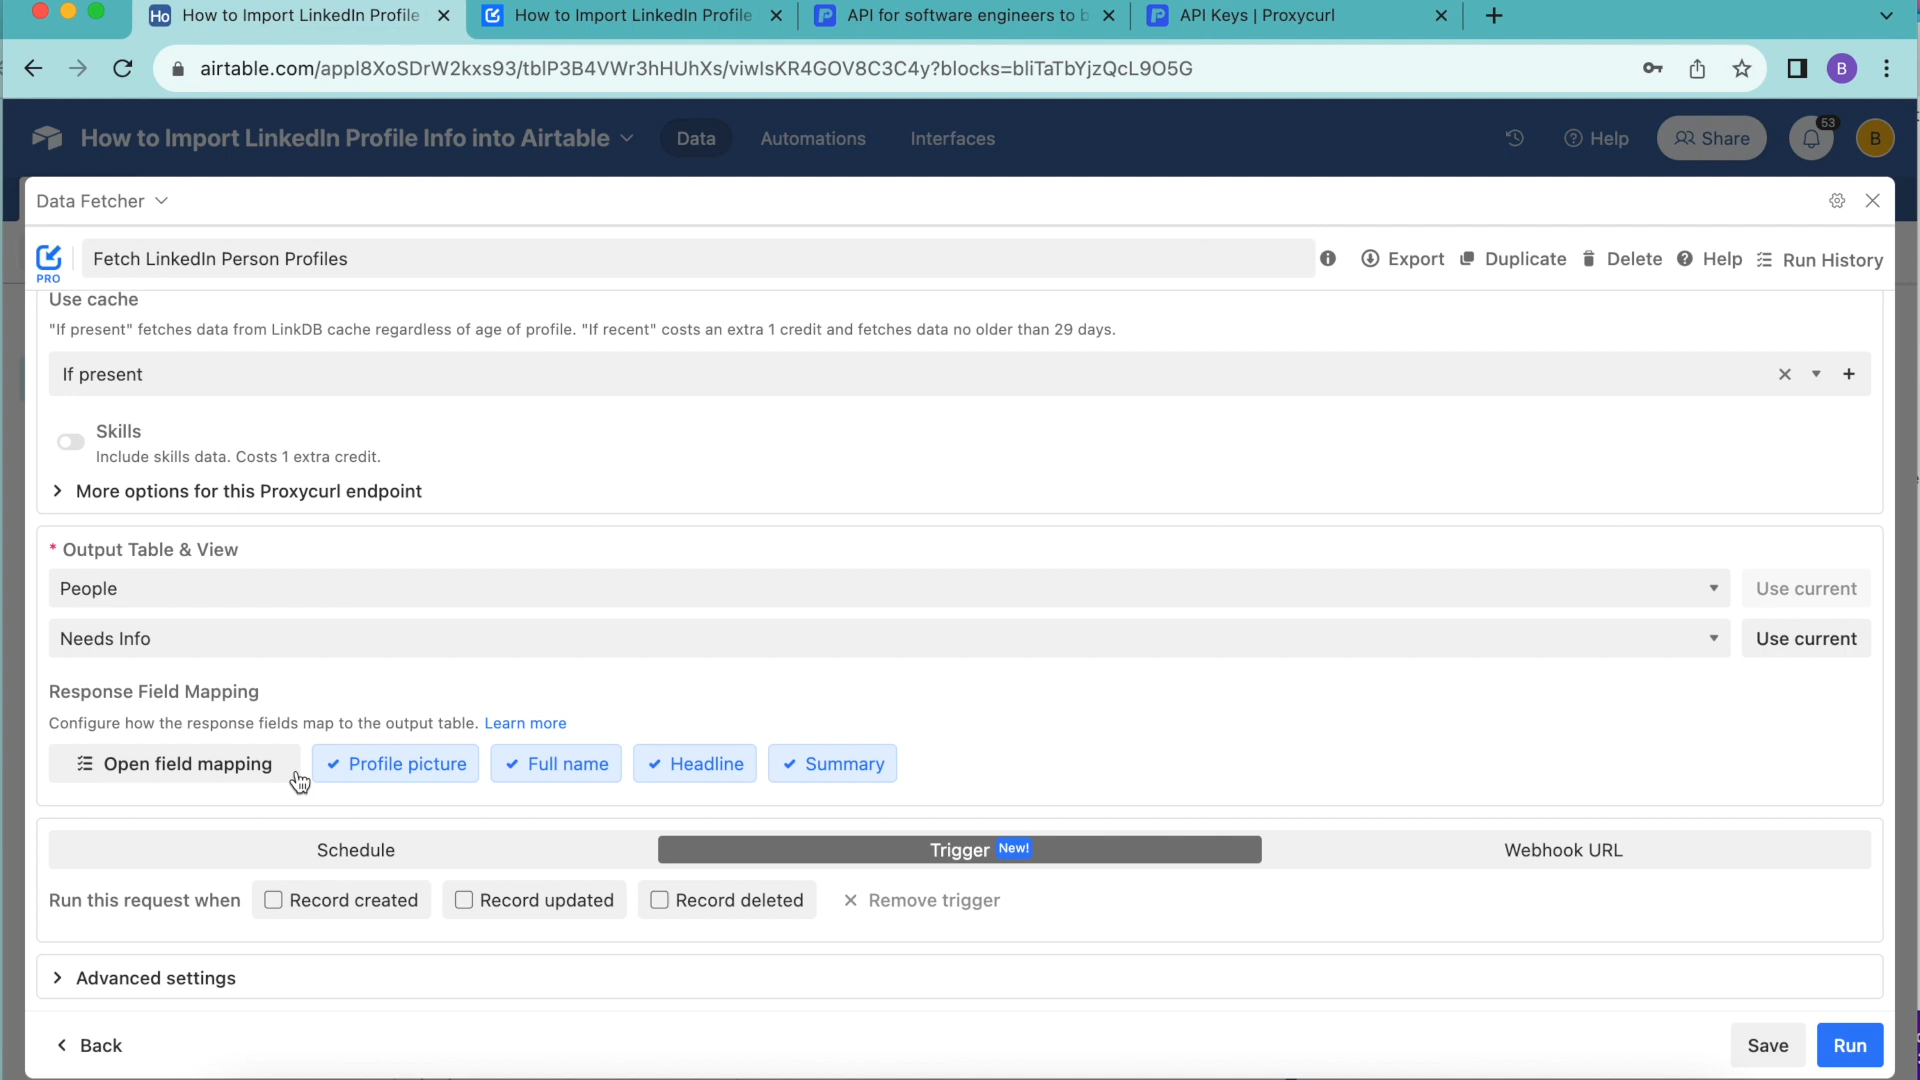 Ho How to Import LinkedIn Profile
How to Import LinkedIn Profile
API for software engineers to b
API Keys | Proxycurl
airtable.com/appl8XoSDrW2kxs93/tblP3B4VWr3hHUhXs/viwIsKR4GOV8C3C4y?blocks=bliTaTbYjzQcL9O5G
B
How to Import LinkedIn Profile Info into Airtable
Data
Automations
Interfaces
Help
Share
53
B
Data Fetcher
PRO
Fetch LinkedIn Person Profiles
Export
Duplicate
Delete
Help
Run History
Use cache
"If present" fetches data from LinkDB cache regardless of age of profile. "If recent" costs an extra 1 credit and fetches data no older than 29 days.
If present
Skills
Include skills data. Costs 1 extra credit.
More options for this Proxycurl endpoint
* Output Table & View
People
Use current
Needs Info
Use current
Response Field Mapping
Configure how the response fields map to the output table. Learn more
Open field mapping
Profile picture
Full name
Headline
Summary
Schedule
Trigger New!
Webhook URL
Run this request when
Record created
Record updated
Record deleted
Remove trigger
Advanced settings
Back
Save
Run